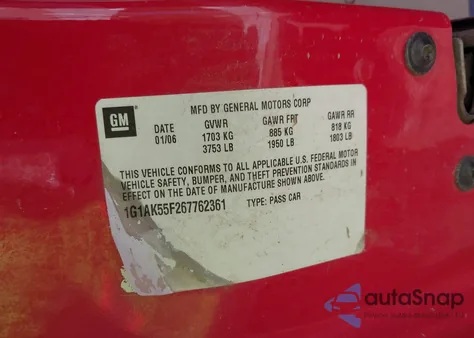 MFD BY GENERAL MOTORS CORP
GM
DATE GVWR GAWR FRT GAWR RR
01/06 1703 KG 885 KG 818 KG
3753 LB 1950 LB 1803 LB
THIS VEHICLE CONFORMS TO ALL APPLICABLE U.S. FEDERAL MOTOR
VEHICLE SAFETY, BUMPER, AND THEFT PREVENTION STANDARDS IN
EFFECT ON THE DATE OF MANUFACTURE SHOWN ABOVE.
1G1AK55F267762361 TYPE: PASS CAR
autaSnap